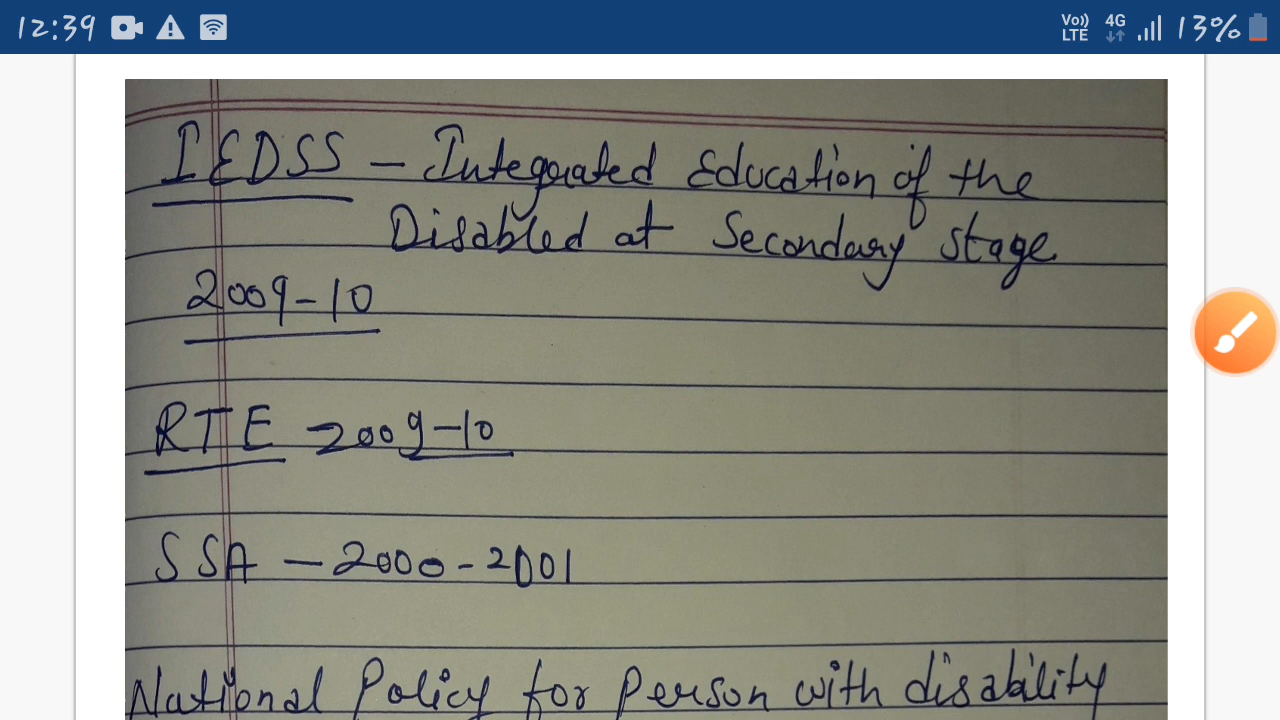 12:39 Vo)) LTE 4G 13%
IEDSS - Integrated Education of the
Disabled at Secondary stage
2009-10
RTE 2009-10
SSA - 2000-2001
National Policy for Person with disability